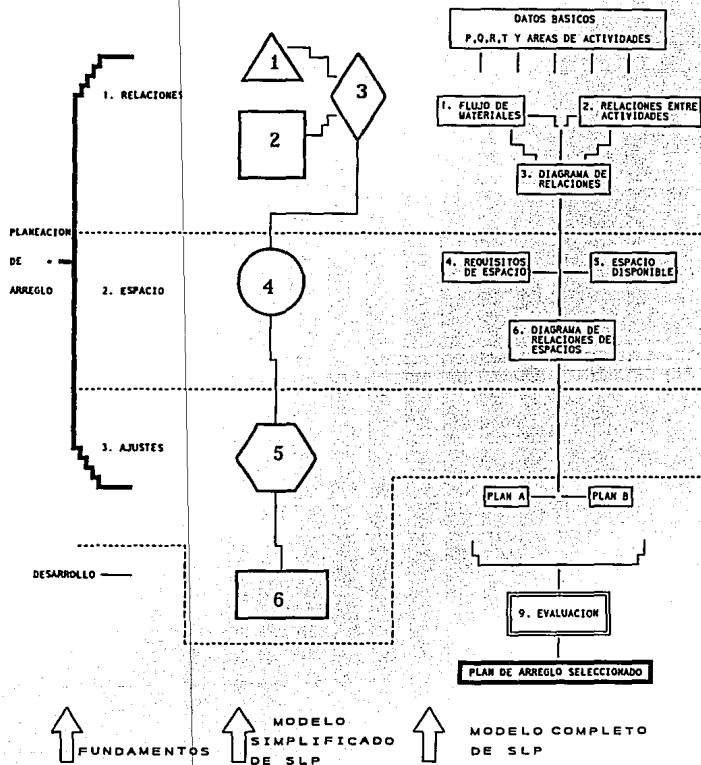 DATOS BASICOS
P,Q,R,T Y AREAS DE ACTIVIDADES
1. RELACIONES
1
2
3
1. FLUJO DE
MATERIALES
2. RELACIONES ENTRE
ACTIVIDADES
3. DIAGRAMA DE
RELACIONES
PLANEACION
DE
ARREGLO
2. ESPACIO
4
4. REQUISITOS
DE ESPACIO
5. ESPACIO
DISPONIBLE
6. DIAGRAMA DE
RELACIONES DE
ESPACIOS
3. AJUSTES
5
PLAN A
PLAN B
DESARROLLO
6
9. EVALUACION
PLAN DE ARREGLO SELECCIONADO
FUNDAMENTOS
MODELO
SIMPLIFICADO
DE SLP
MODELO COMPLETO
DE SLP